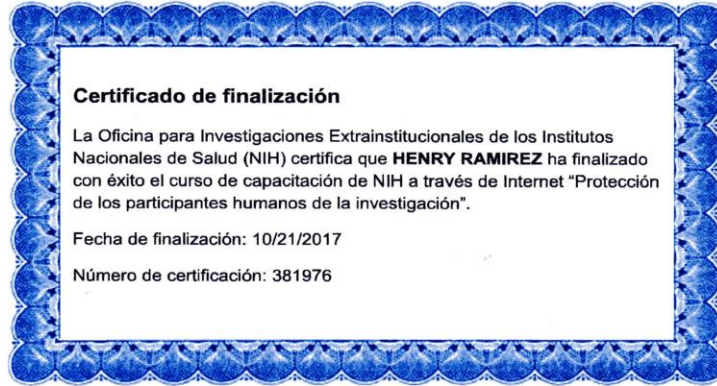 Certificado de finalización
La Oficina para Investigaciones Extrainstitucionales de los Institutos
Nacionales de Salud (NIH) certifica que HENRY RAMIREZ ha finalizado
con éxito el curso de capacitación de NIH a través de Internet “Protección
de los participantes humanos de la investigación”.
Fecha de finalización: 10/21/2017
Número de certificación: 381976